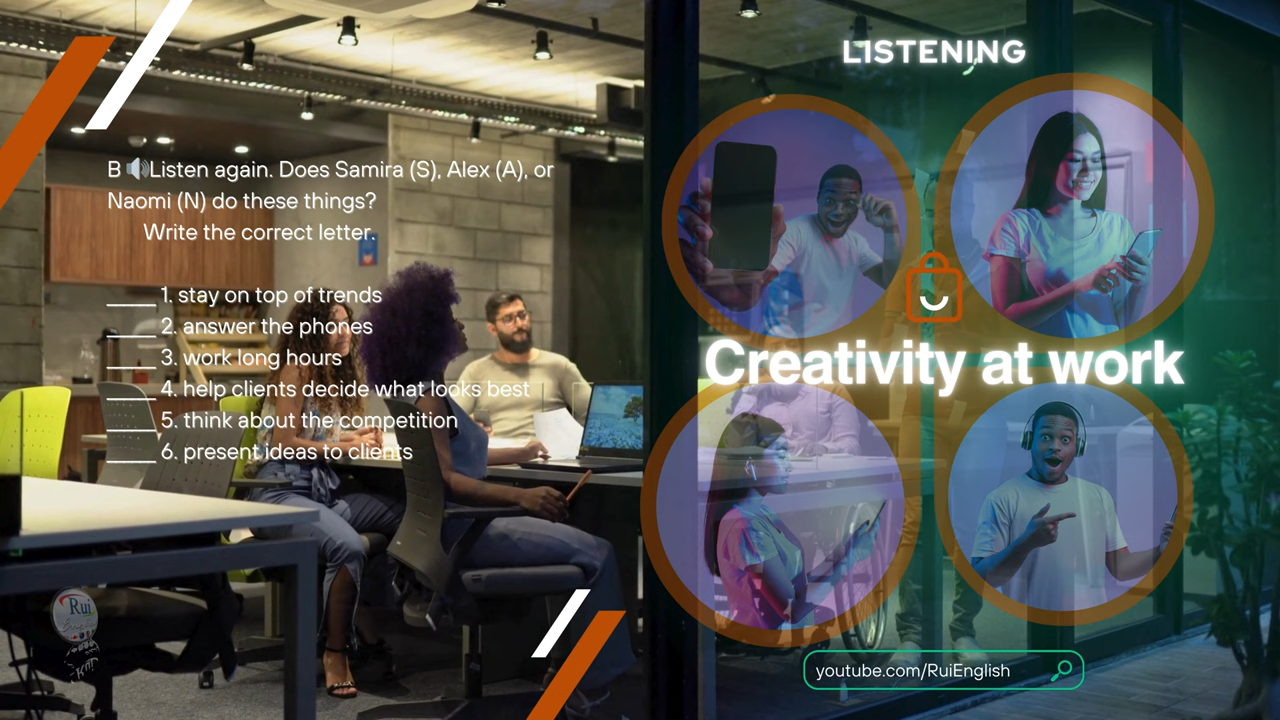 B 🔊Listen again. Does Samira (S), Alex (A), or
Naomi (N) do these things?
Write the correct letter.
_____ 1. stay on top of trends
_____ 2. answer the phones
_____ 3. work long hours
_____ 4. help clients decide what looks best
_____ 5. think about the competition
_____ 6. present ideas to clients
Rui
LISTENING
Creativity at work
youtube.com/RuiEnglish